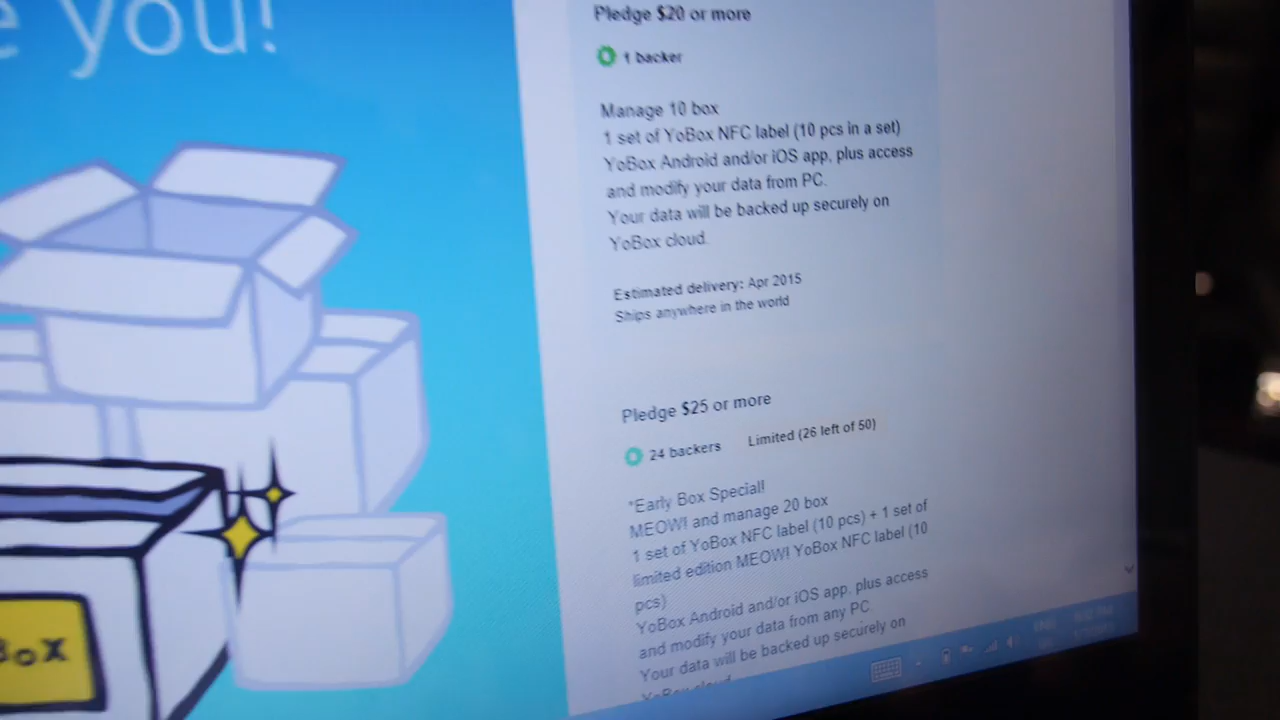 you!
Pledge $20 or more
1 backer
Manage 10 box
1 set of YoBox NFC label (10 pcs in a set)
YoBox Android and/or iOS app, plus access
and modify your data from PC.
Your data will be backed up securely on
YoBox cloud.
Estimated delivery: Apr 2015
Ships anywhere in the world
Pledge $25 or more
24 backers Limited (26 left of 50)
*Early Box Special!
MEOW! and manage 20 box
1 set of YoBox NFC label (10 pcs) + 1 set of
limited edition MEOW! YoBox NFC label (10
pcs)
YoBox Android and/or iOS app, plus access
and modify your data from any PC.
Your data will be backed up securely on
YoBox cloud.
BOX